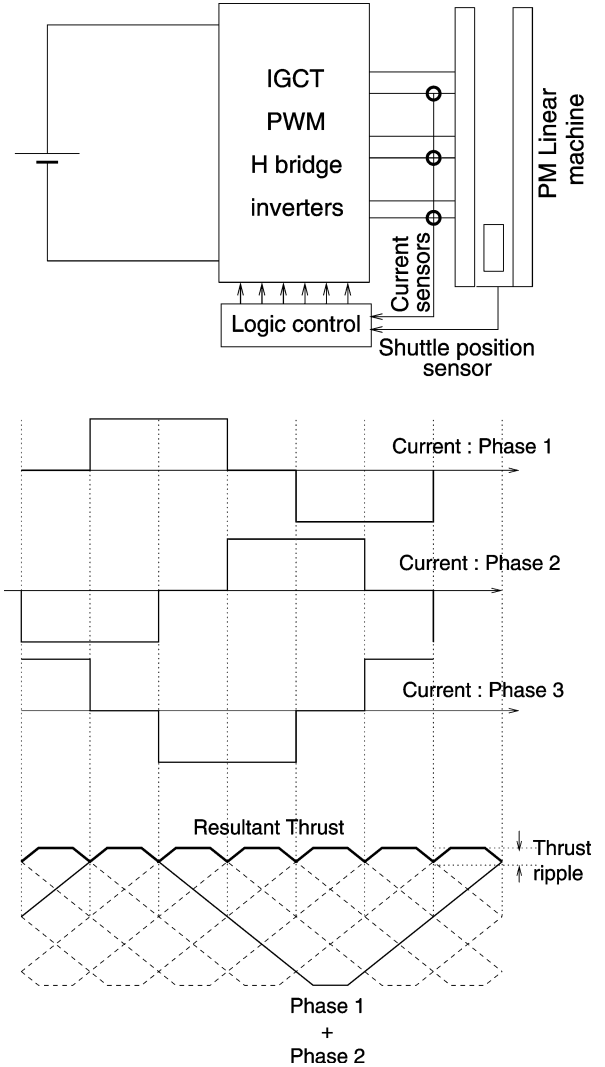 IGCT
PWM
H bridge
inverters
PM Linear
machine
Current
sensors
Logic control
Shuttle position
sensor
Current : Phase 1
Current : Phase 2
Current : Phase 3
Resultant Thrust
Thrust
ripple
Phase 1
+
Phase 2